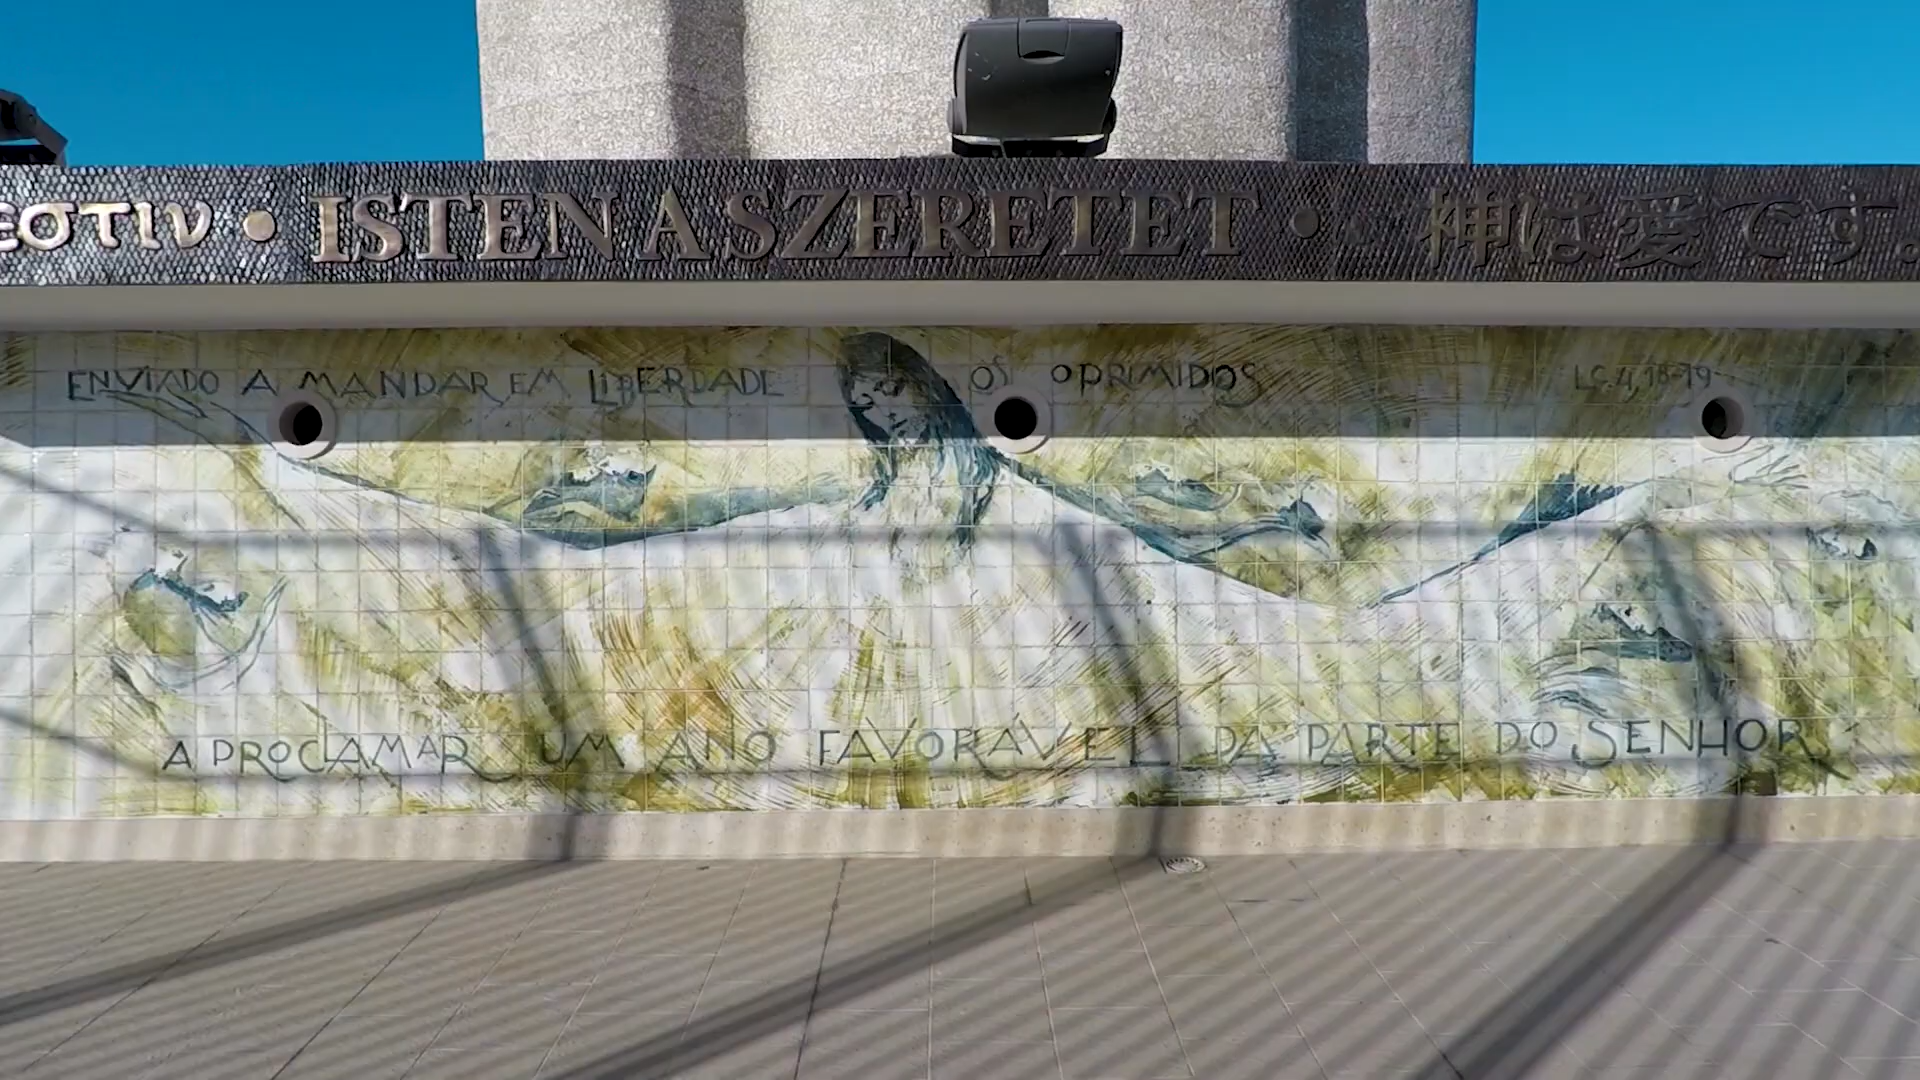 εστιν • ISTEN A SZERETET • 神は愛です。
ENVIADO A MANDAR EM LIBERDADE OS OPRIMIDOS LC. 4, 18-19
A PROCLAMAR UM ANO FAVORÁVEL DA PARTE DO SENHOR